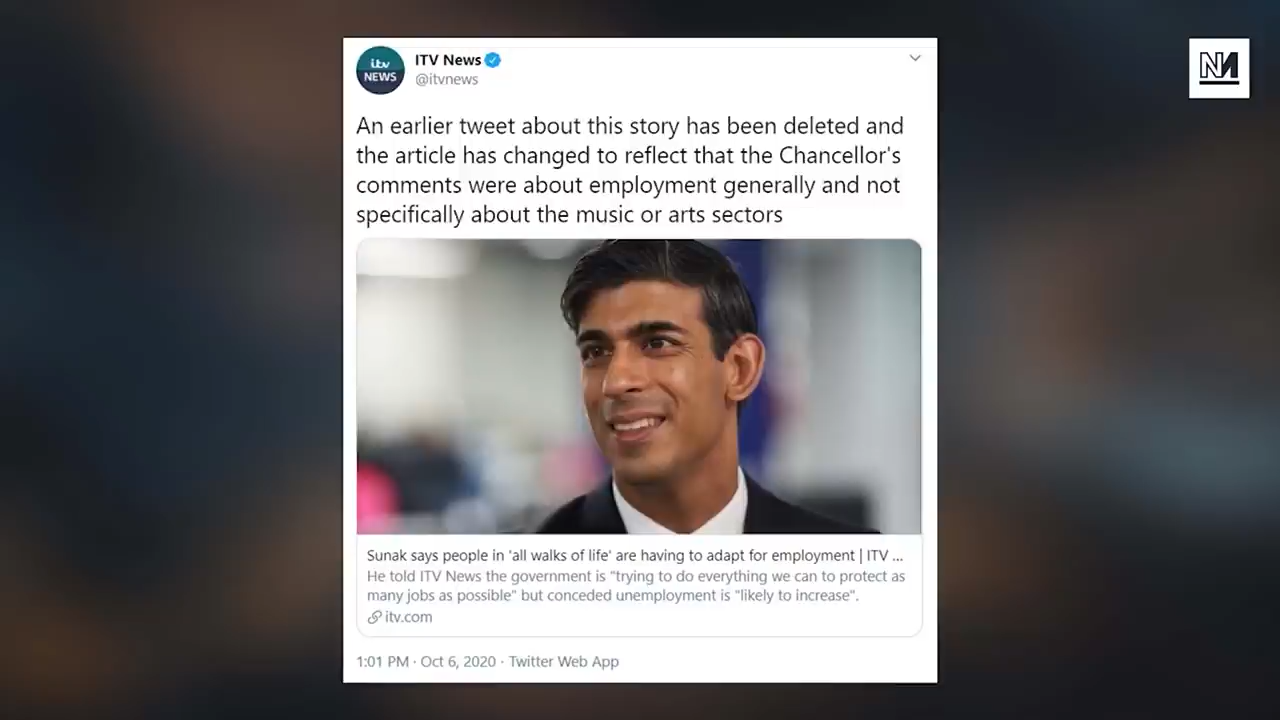 itv
NEWS
ITV News
@itvnews
NM
An earlier tweet about this story has been deleted and
the article has changed to reflect that the Chancellor's
comments were about employment generally and not
specifically about the music or arts sectors
Sunak says people in 'all walks of life' are having to adapt for employment | ITV ...
He told ITV News the government is "trying to do everything we can to protect as
many jobs as possible" but conceded unemployment is "likely to increase".
itv.com
1:01 PM · Oct 6, 2020 · Twitter Web App